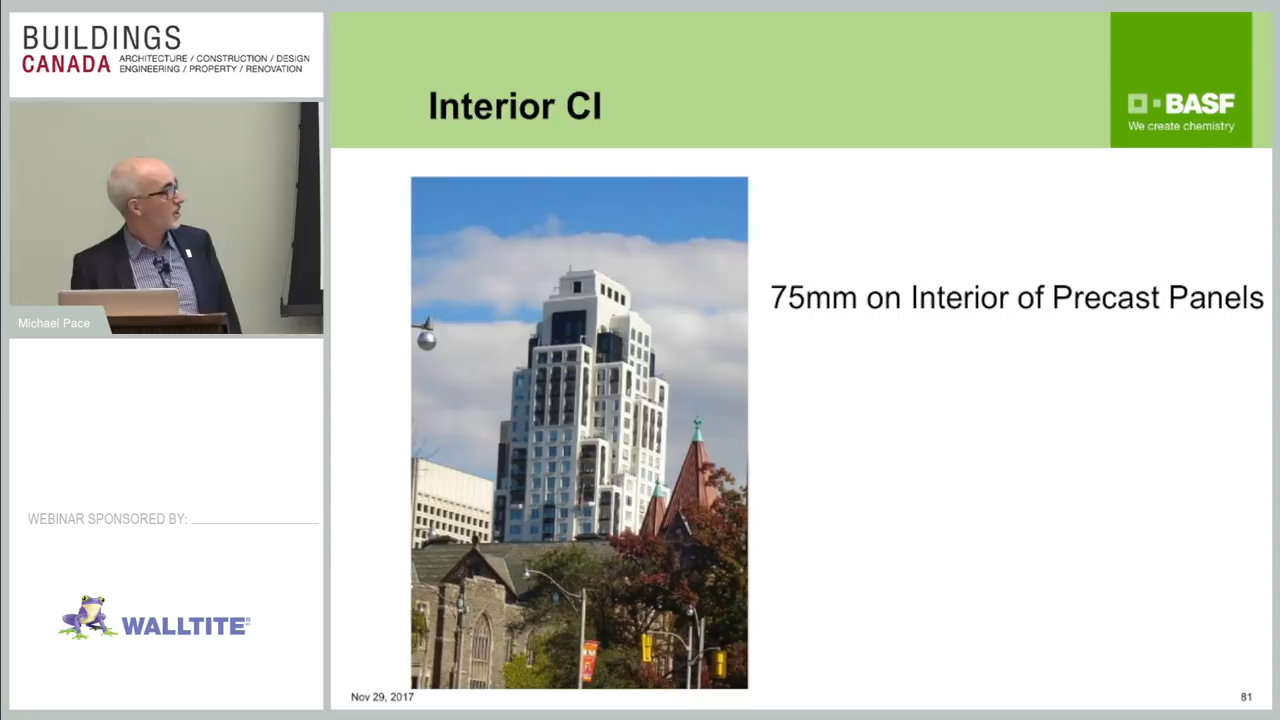 BUILDINGS
CANADA ARCHITECTURE / CONSTRUCTION / DESIGN
ENGINEERING / PROPERTY / RENOVATION
Michael Pace
WEBINAR SPONSORED BY:
WALLTITE
Interior CI
BASF
We create chemistry
75mm on Interior of Precast Panels
Nov 29, 2017
81